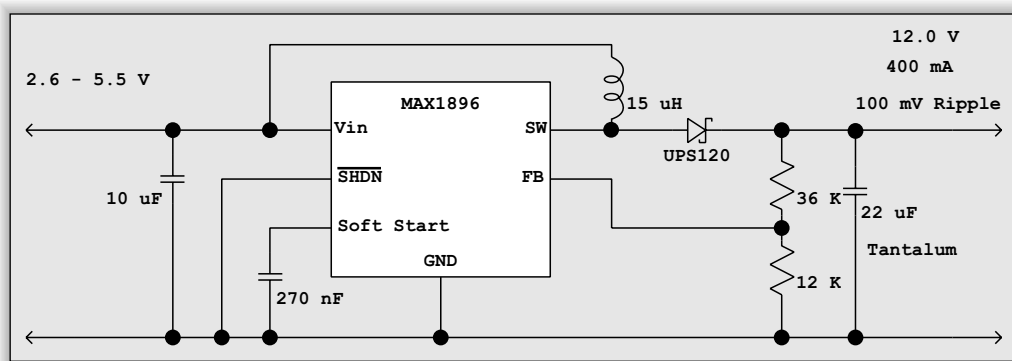 12.0 V
400 mA
100 mV Ripple
2.6 - 5.5 V
MAX1896
15 uH
Vin
SW
UPS120
SHDN
FB
10 uF
36 K
22 uF
Soft Start
Tantalum
GND
12 K
270 nF